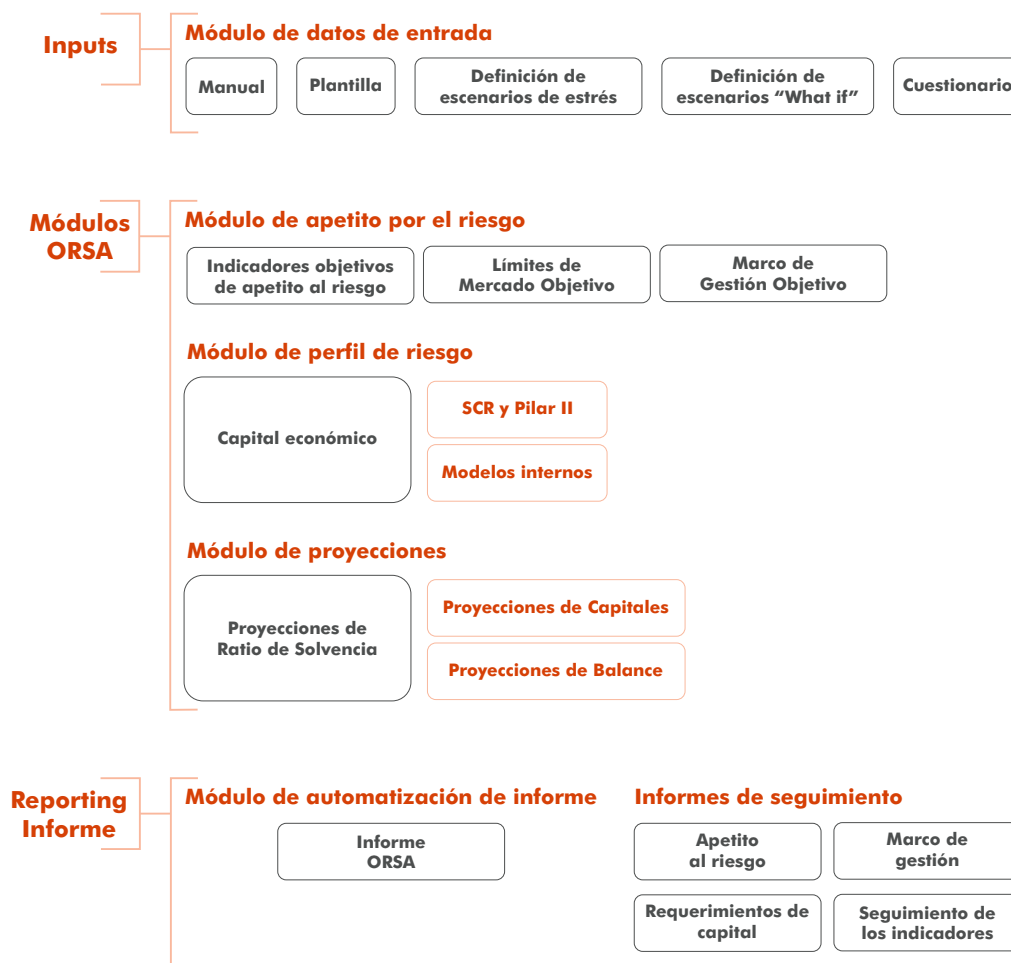 Inputs
Módulo de datos de entrada
Manual
Plantilla
Definición de
escenarios de estrés
Definición de
escenarios “What if”
Cuestionario
Módulos
ORSA
Módulo de apetito por el riesgo
Indicadores objetivos
de apetito al riesgo
Límites de
Mercado Objetivo
Marco de
Gestión Objetivo
Módulo de perfil de riesgo
Capital económico
SCR y Pilar II
Modelos internos
Módulo de proyecciones
Proyecciones de
Ratio de Solvencia
Proyecciones de Capitales
Proyecciones de Balance
Reporting
Informe
Módulo de automatización de informe
Informe
ORSA
Informes de seguimiento
Apetito
al riesgo
Marco de
gestión
Requerimientos de
capital
Seguimiento de
los indicadores